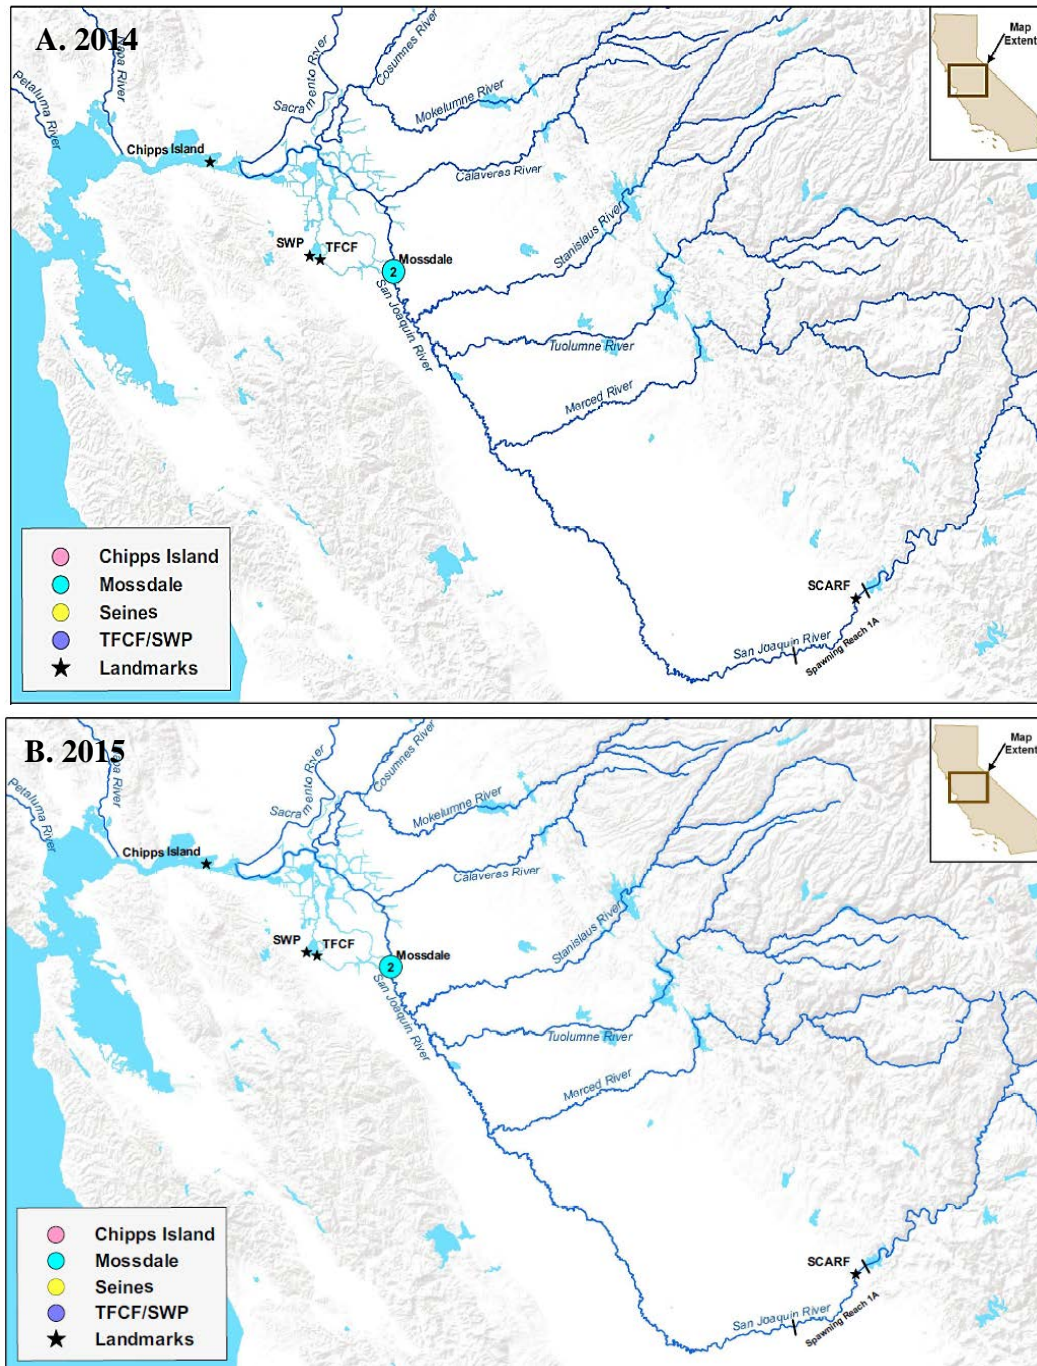 A. 2014
Map
Extent
Petaluma River
Napa River
Sacramento River
Cosumnes River
Mokelumne River
Chipps Island
Calaveras River
Stanislaus River
SWP
TFCF
Mossdale
2
San Joaquin River
Tuolumne River
Merced River
Chipps Island
Mossdale
Seines
TFCF/SWP
Landmarks
SCARF
San Joaquin River
Spawning Reach 1A
B. 2015
Map
Extent
Petaluma River
pa River
Sacramento River
Cosumnes River
Mokelumne River
Chipps Island
Calaveras River
Stanislaus River
SWP
TFCF
Mossdale
2
San Joaquin River
Tuolumne River
Merced River
Chipps Island
Mossdale
Seines
TFCF/SWP
Landmarks
SCARF
San Joaquin River
Spawning Reach 1A